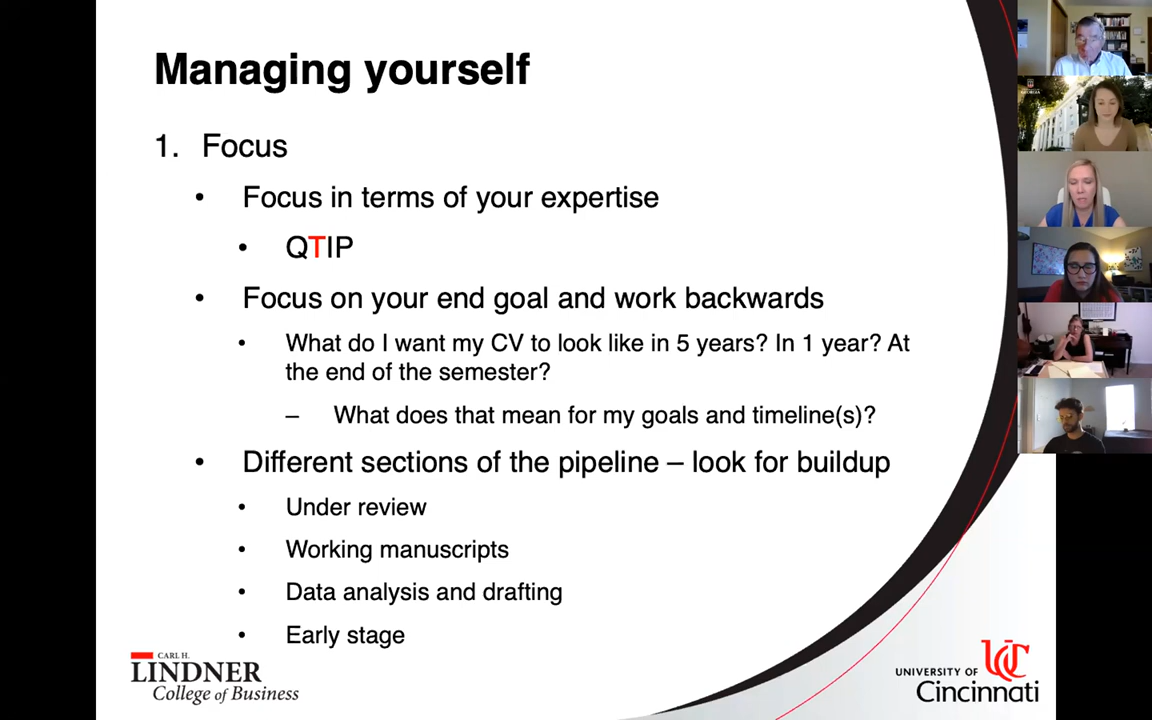 Managing yourself
1. Focus
• Focus in terms of your expertise
• QTIP
• Focus on your end goal and work backwards
• What do I want my CV to look like in 5 years? In 1 year? At
the end of the semester?
– What does that mean for my goals and timeline(s)?
• Different sections of the pipeline – look for buildup
• Under review
• Working manuscripts
• Data analysis and drafting
• Early stage
CARL H.
LINDNER
College of Business
UC
UNIVERSITY OF
Cincinnati